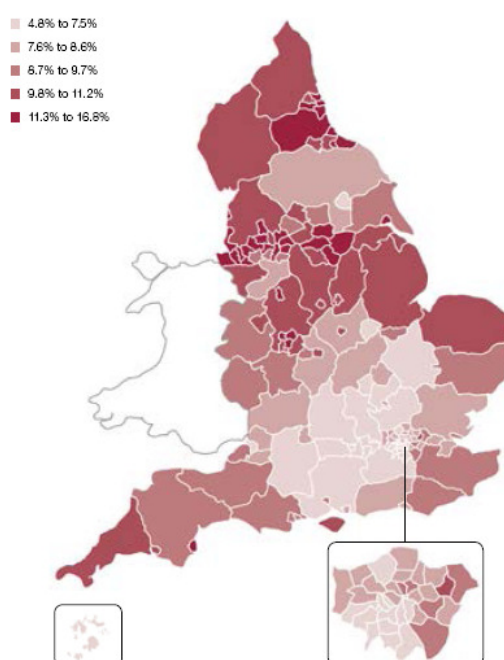 4.8% to 7.5%
7.6% to 8.6%
8.7% to 9.7%
9.8% to 11.2%
11.3% to 16.8%